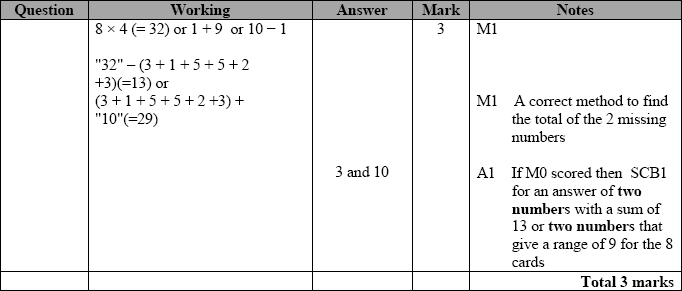 Question Working Answer Mark Notes
8 × 4 (= 32) or 1 + 9 or 10 − 1 3 M1
"32" – (3 + 1 + 5 + 5 + 2
+3)(=13) or
(3 + 1 + 5 + 5 + 2 +3) + M1 A correct method to find
"10"(=29) the total of the 2 missing
numbers
3 and 10 A1 If M0 scored then SCB1
for an answer of two
numbers with a sum of
13 or two numbers that
give a range of 9 for the 8
cards
Total 3 marks